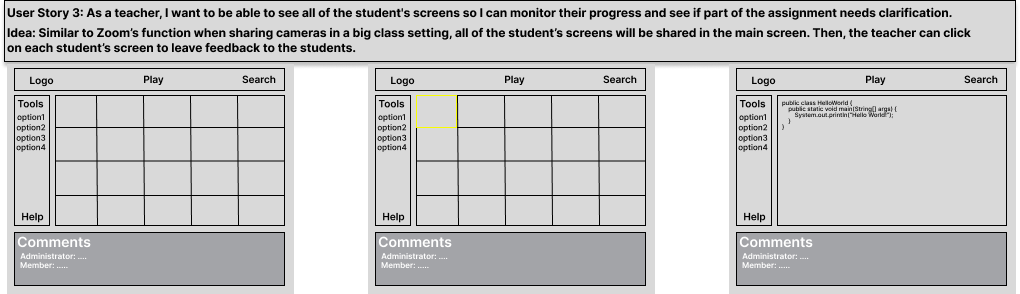 User Story 3: As a teacher, I want to be able to see all of the student's screens so I can monitor their progress and see if part of the assignment needs clarification.
Idea: Similar to Zoom's function when sharing cameras in a big class setting, all of the student's screens will be shared in the main screen. Then, the teacher can click
on each student's screen to leave feedback to the students.
Logo Play Search
Tools
option1
option2
option3
option4
Help
Comments
Administrator: ....
Member: .....
Logo Play Search
Tools
option1
option2
option3
option4
Help
Comments
Administrator: ....
Member: .....
Logo Play Search
Tools
option1
option2
option3
option4
Help
public class HelloWorld {
public static void main(String[] args) {
System.out.println("Hello World!");
}
}
Comments
Administrator: ....
Member: .....